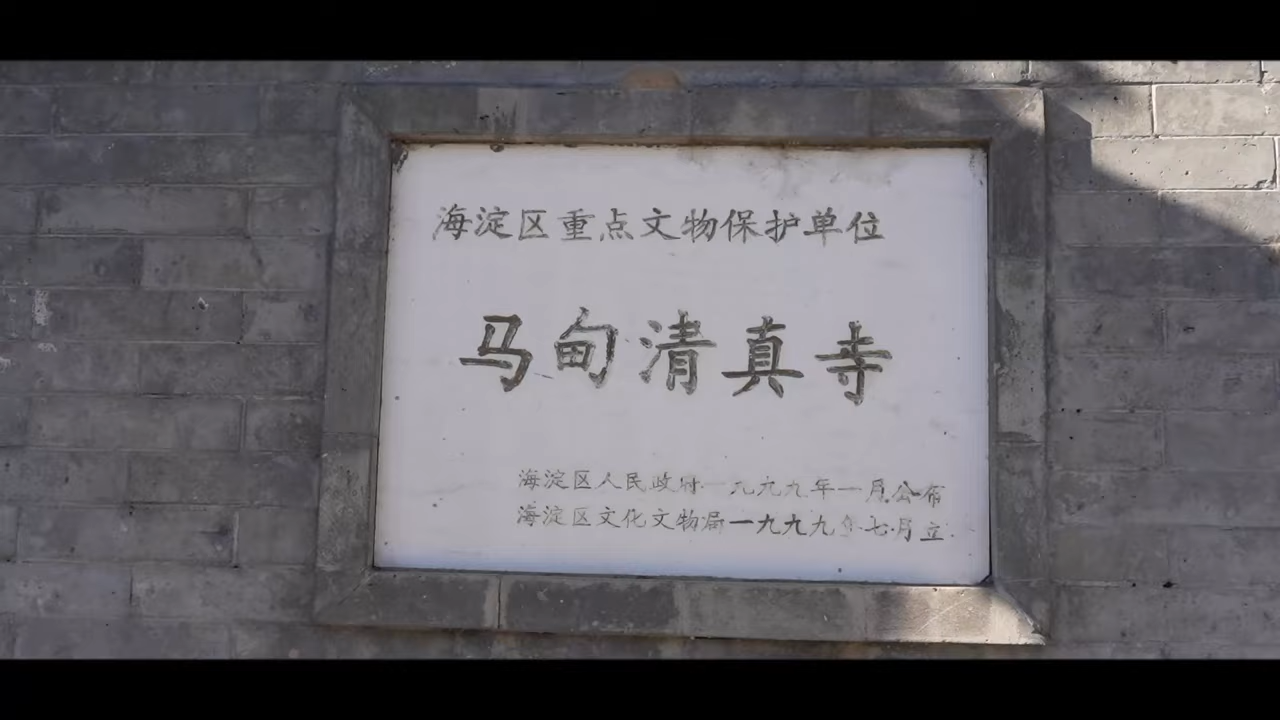 海淀区重点文物保护单位
马甸清真寺
海淀区人民政府一九九九年一月公布
海淀区文化文物局一九九九年七月立